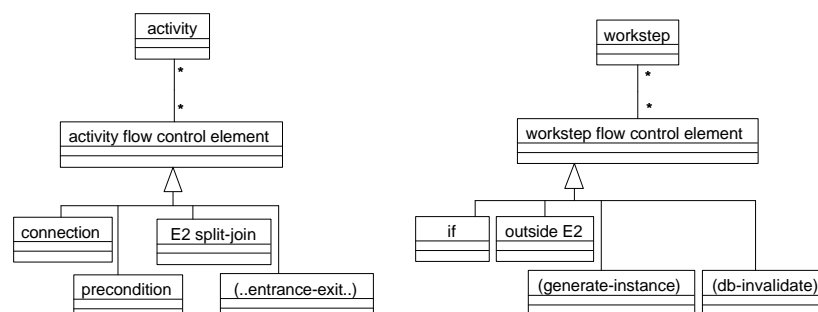 activity
*
*
activity flow control element
connection
E2 split-join
precondition
(..entrance-exit..)
workstep
*
*
workstep flow control element
if
outside E2
(generate-instance)
(db-invalidate)